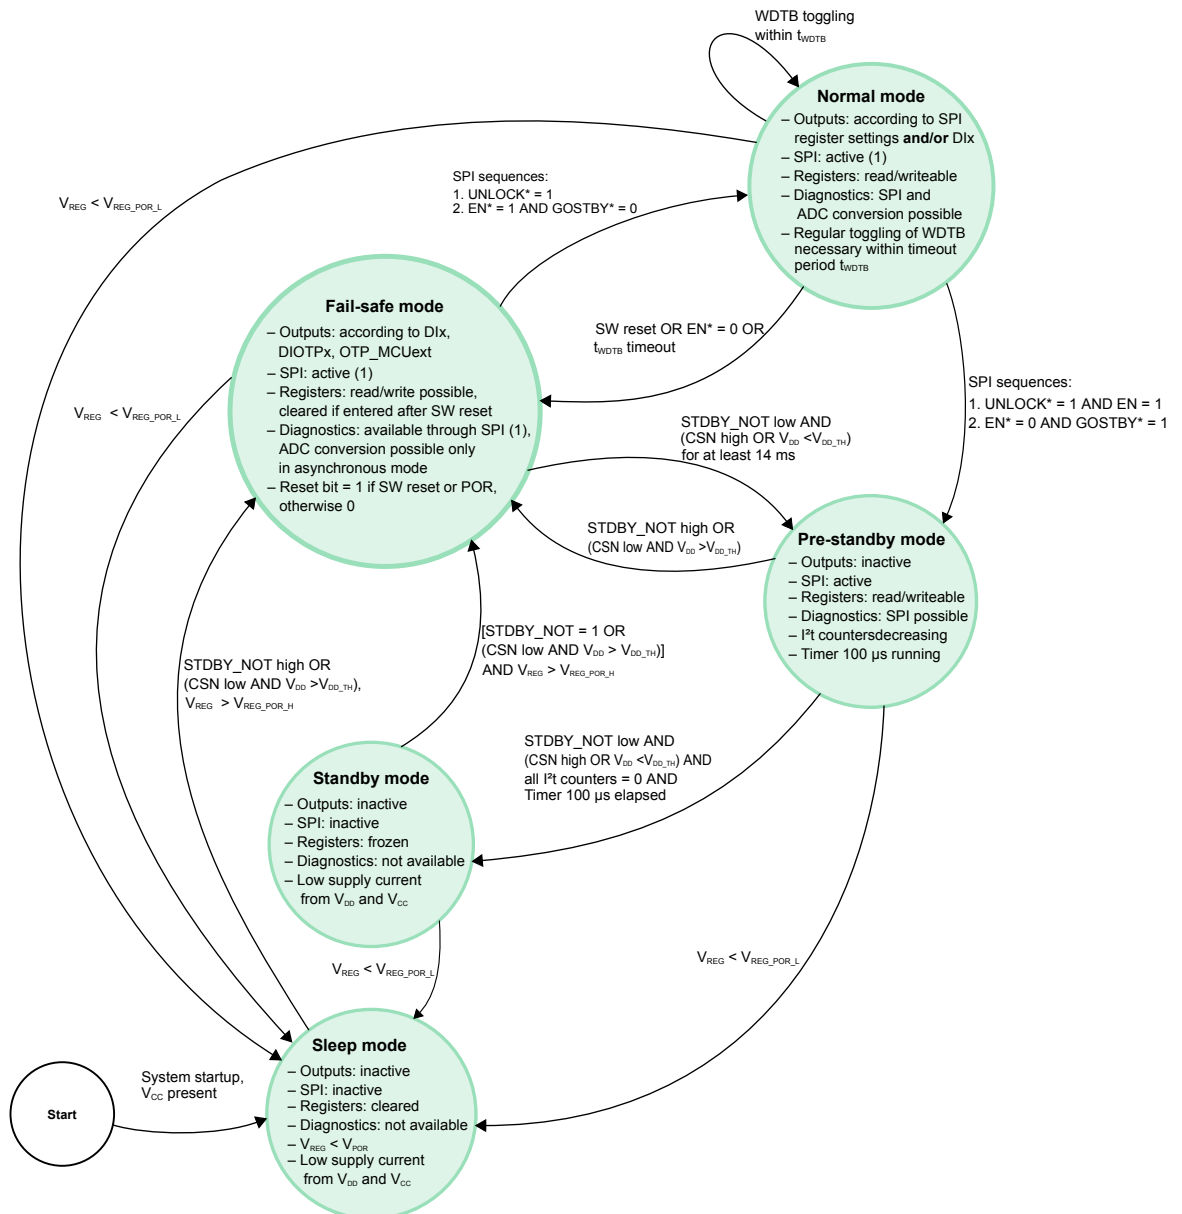 WDTB toggling
within tWDTB
Normal mode
– Outputs: according to SPI
register settings and/or DIx
– SPI: active (1)
– Registers: read/writeable
– Diagnostics: SPI and
ADC conversion possible
– Regular toggling of WDTB
necessary within timeout
period tWDTB
SPI sequences:
1. UNLOCK* = 1
2. EN* = 1 AND GOSTBY* = 0
VREG < VREG_POR_L
Fail-safe mode
– Outputs: according to DIx,
DIOTPx, OTP_MCUext
– SPI: active (1)
– Registers: read/write possible,
cleared if entered after SW reset
– Diagnostics: available through SPI (1),
ADC conversion possible only
in asynchronous mode
– Reset bit = 1 if SW reset or POR,
otherwise 0
SW reset OR EN* = 0 OR
tWDTB timeout
SPI sequences:
1. UNLOCK* = 1 AND EN = 1
2. EN* = 0 AND GOSTBY* = 1
VREG < VREG_POR_L
STDBY_NOT low AND
(CSN high OR VDD <VDD_TH)
for at least 14 ms
STDBY_NOT high OR
(CSN low AND VDD >VDD_TH)
Pre-standby mode
– Outputs: inactive
– SPI: active
– Registers: read/writeable
– Diagnostics: SPI possible
– I²t countersdecreasing
– Timer 100 µs running
[STDBY_NOT = 1 OR
(CSN low AND VDD > VDD_TH)]
AND VREG > VREG_POR_H
STDBY_NOT high OR
(CSN low AND VDD >VDD_TH),
VREG > VREG_POR_H
STDBY_NOT low AND
(CSN high OR VDD <VDD_TH) AND
all I²t counters = 0 AND
Timer 100 µs elapsed
Standby mode
– Outputs: inactive
– SPI: inactive
– Registers: frozen
– Diagnostics: not available
– Low supply current
from VDD and VCC
VREG < VREG_POR_L
VREG < VREG_POR_L
Sleep mode
– Outputs: inactive
– SPI: inactive
– Registers: cleared
– Diagnostics: not available
– VREG < VPOR
– Low supply current
from VDD and VCC
System startup,
VCC present
Start